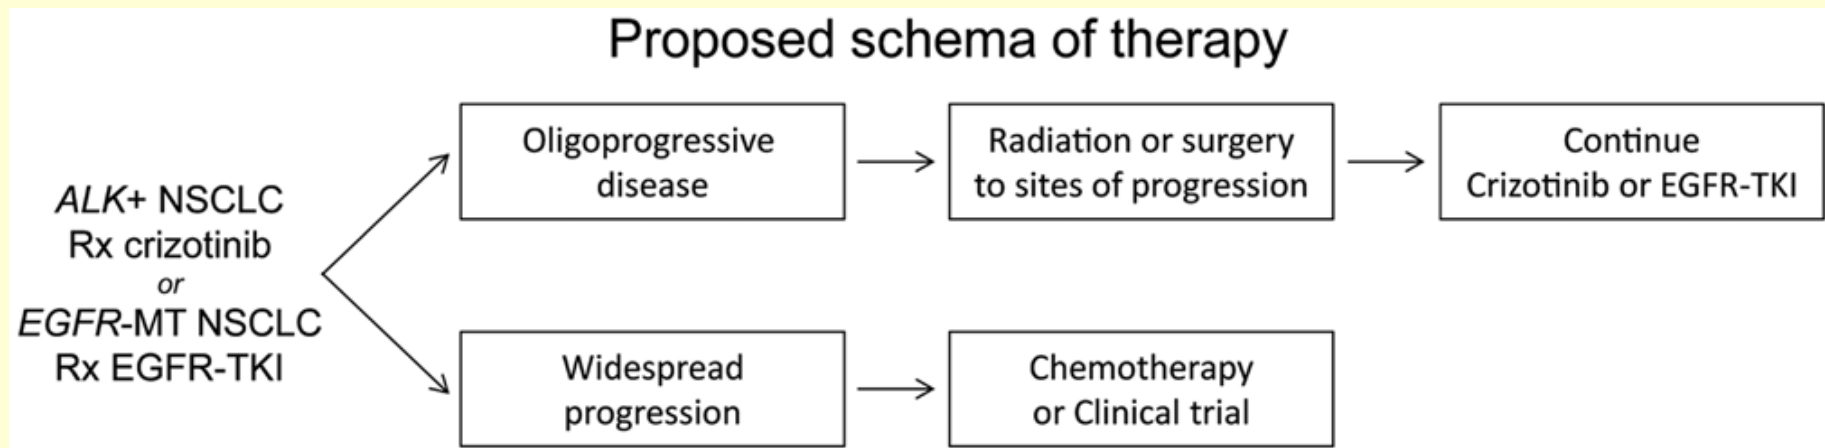 Proposed schema of therapy
ALK+ NSCLC
Rx crizotinib
or
EGFR-MT NSCLC
Rx EGFR-TKI
Oligoprogressive
disease
Radiation or surgery
to sites of progression
Continue
Crizotinib or EGFR-TKI
Widespread
progression
Chemotherapy
or Clinical trial